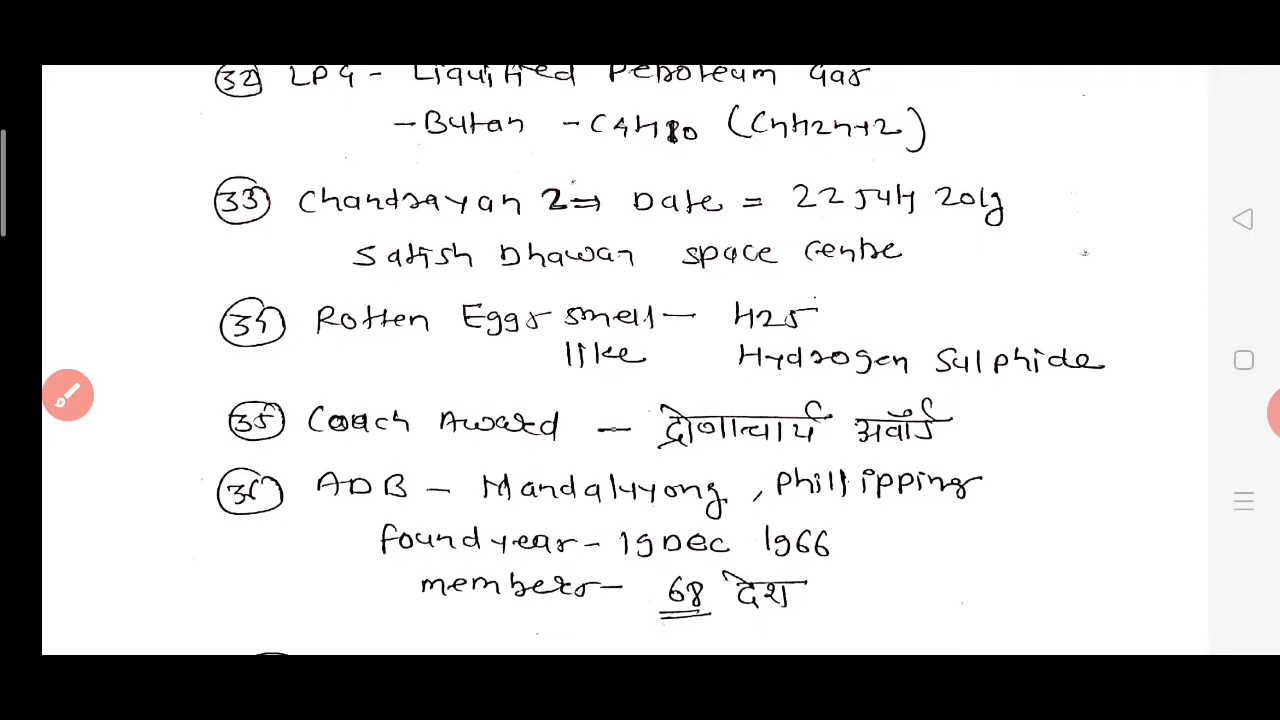 32 LPG - Liquified Petroleum Gas
- Butan - C4H10 (CnH2n+2)
33 Chandrayan 2 ⇒ Date = 22 July 2019
Satish Dhawan space centre
34 Rotten Eggs smell - H2S
like Hydrogen Sulphide
35 Coach Award - द्रोणाचार्य अवॉर्ड
36 ADB - Mandaluyong, Phillippins
found year - 19 Dec 1966
members - 68 देश